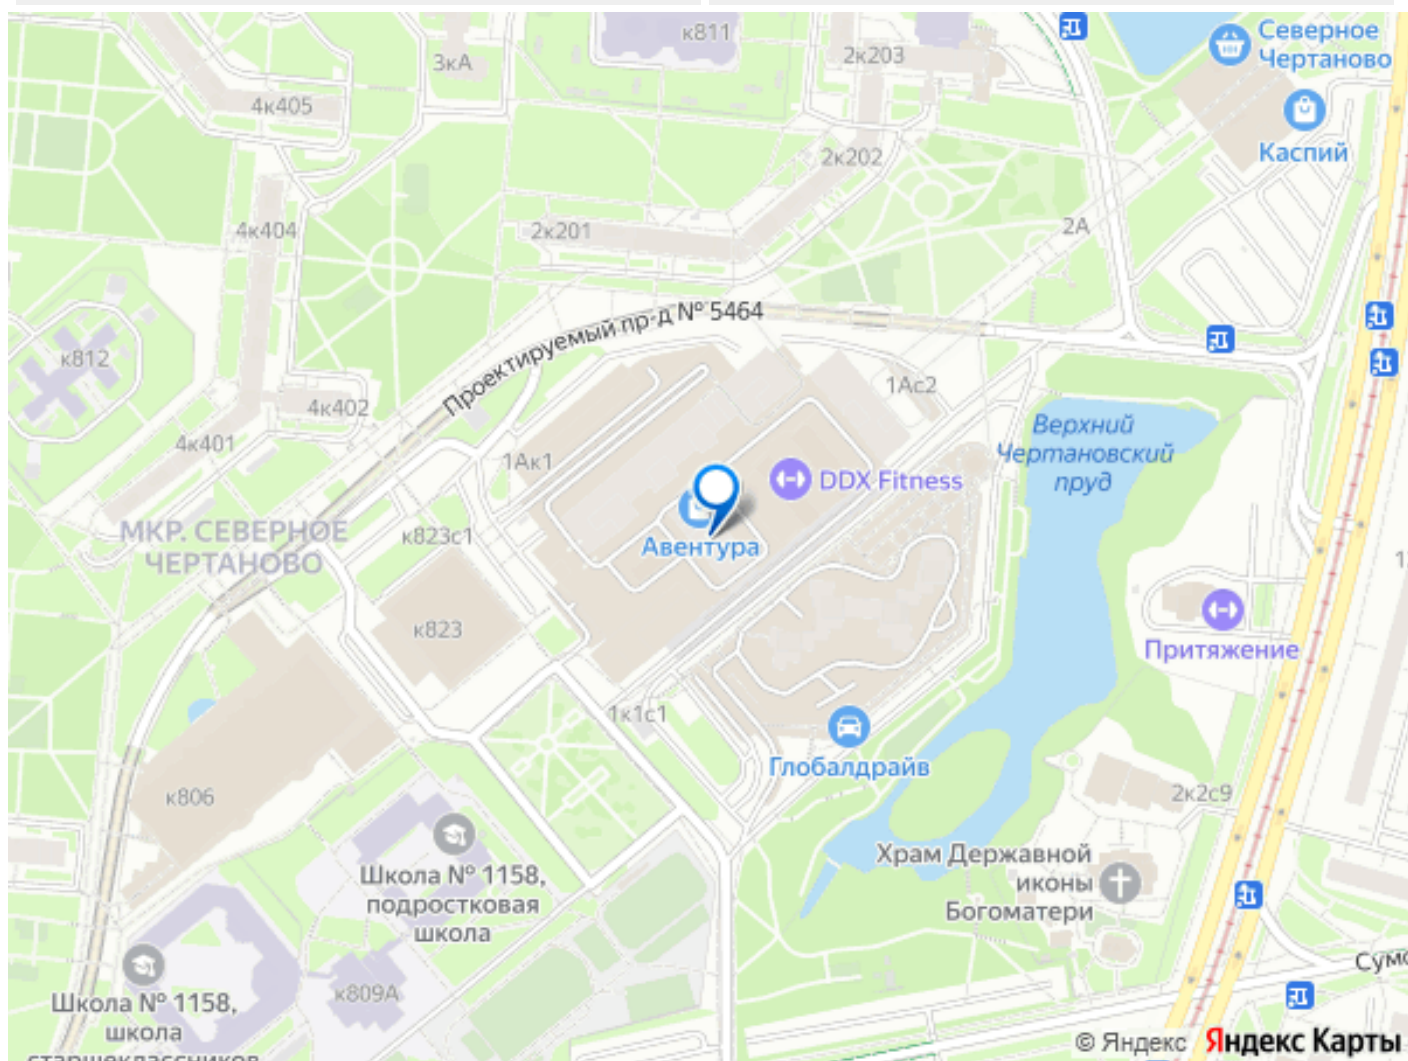 к811
Северное
Чертаново
2к203
3кА
4к405
Каспий
2к202
2А
4к404
2к201
Проектируемый пр-д № 5464
к812
1Ас2
4к402
Верхний
Чертановский
пруд
4к401
1Ак1
DDX Fitness
МКР. СЕВЕРНОЕ
ЧЕРТАНОВО
к823с1
Авентура
к823
Притяжение
1к1с1
Глобалдрайв
к806
2к2с9
Храм Державной
иконы
Богоматери
Школа № 1158,
подростковая
школа
Школа № 1158,
школа
старшеклассников
к809А
© Яндекс Яндекс Карты